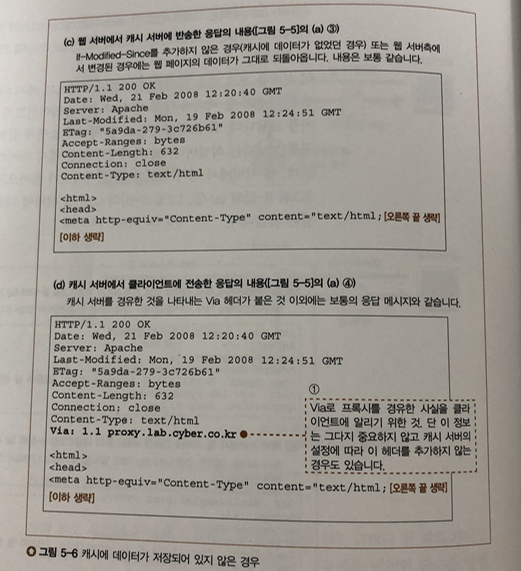 (c) 웹 서버에서 캐시 서버에 반송한 응답의 내용([그림 5-5]의 (a) ③)
If-Modified-Since를 추가하지 않은 경우(캐시에 데이터가 없었던 경우) 또는 웹 서버측에
서 변경된 경우에는 웹 페이지의 데이터가 그대로 되돌아옵니다. 내용은 보통 같습니다.
HTTP/1.1 200 OK
Date: Wed, 21 Feb 2008 12:20:40 GMT
Server: Apache
Last-Modified: Mon, 19 Feb 2008 12:24:51 GMT
ETag: "5a9da-279-3c726b61"
Accept-Ranges: bytes
Content-Length: 632
Connection: close
Content-Type: text/html
<html>
<head>
<meta http-equiv="Content-Type" content="text/html; [오른쪽 끝 생략]
[이하 생략]
(d) 캐시 서버에서 클라이언트에 전송한 응답의 내용([그림 5-5]의 (a) ④)
캐시 서버를 경유한 것을 나타내는 Via 헤더가 붙은 것 이외에는 보통의 응답 메시지와 같습니다.
HTTP/1.1 200 OK
Date: Wed, 21 Feb 2008 12:20:40 GMT
Server: Apache
Last-Modified: Mon, 19 Feb 2008 12:24:51 GMT
ETag: "5a9da-279-3c726b61"
Accept-Ranges: bytes
Content-Length: 632
Connection: close
Content-Type: text/html
Via: 1.1 proxy.lab.cyber.co.kr
①
Via로 프록시를 경유한 사실을 클라
이언트에 알리기 위한 것. 단 이 정보
는 그다지 중요하지 않고 캐시 서버의
설정에 따라 이 헤더를 추가하지 않는
경우도 있습니다.
<html>
<head>
<meta http-equiv="Content-Type" content="text/html; [오른쪽 끝 생략]
[이하 생략]
그림 5-6 캐시에 데이터가 저장되어 있지 않은 경우